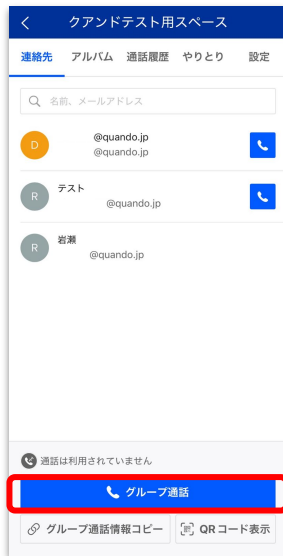 クアンドテスト用スペース
連絡先 アルバム 通話履歴 やりとり 設定
名前、メールアドレス
D @quando.jp
@quando.jp
テスト
R @quando.jp
岩瀬
R @quando.jp
通話は利用されていません
グループ通話
グループ通話情報コピー QRコード表示